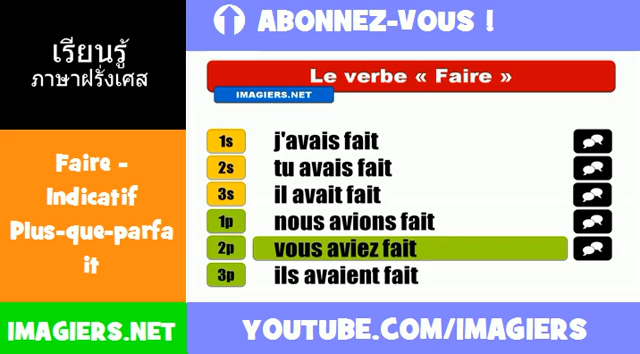 เรียนรู้
ภาษาฝรั่งเศส
Faire -
Indicatif
Plus-que-parfa
it
IMAGIERS.NET
ABONNEZ-VOUS !
Le verbe « Faire »
IMAGIERS.NET
1s j'avais fait
2s tu avais fait
3s il avait fait
1p nous avions fait
2p vous aviez fait
3p ils avaient fait
YOUTUBE.COM/IMAGIERS